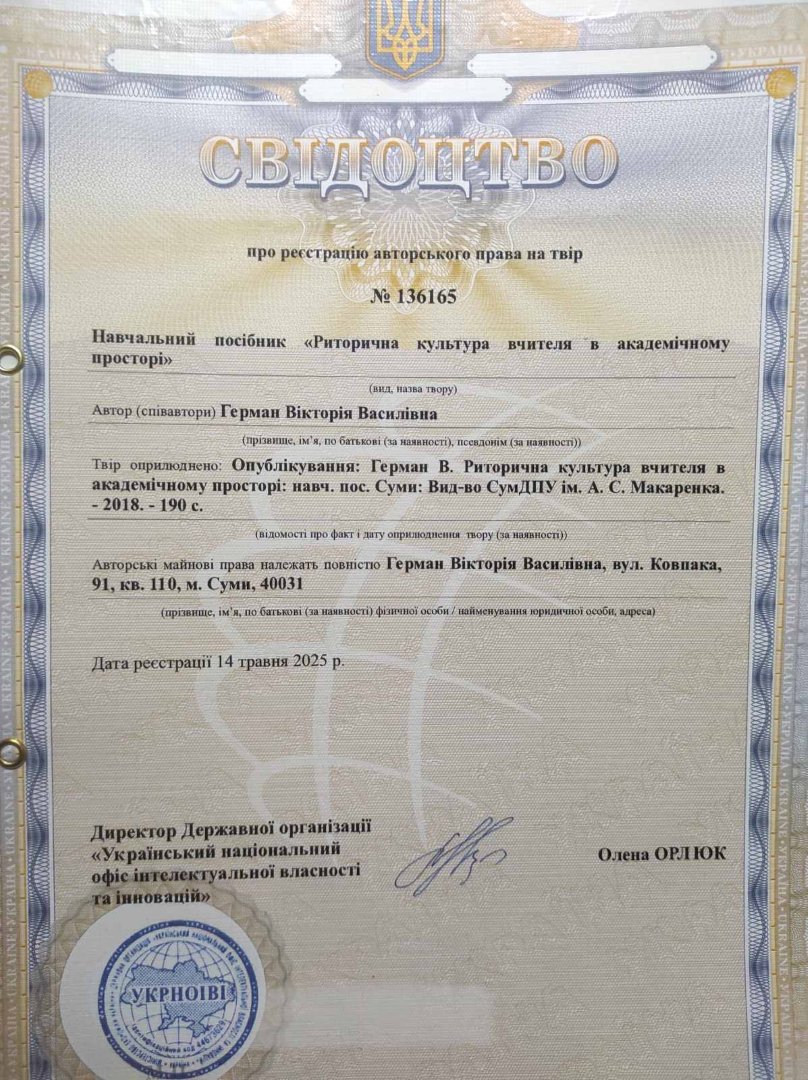 СВІДОЦТВО
про реєстрацію авторського права на твір
№ 136165
Навчальний посібник «Риторична культура вчителя в академічному
просторі»
(вид, назва твору)
Автор (співавтори) Герман Вікторія Василівна
(прізвище, ім’я, по батькові (за наявності), псевдонім (за наявності))
Твір оприлюднено: Опублікування: Герман В. Риторична культура вчителя в
академічному просторі: навч. пос. Суми: Вид-во СумДПУ ім. А. С. Макаренка.
- 2018. - 190 с.
(відомості про факт і дату оприлюднення твору (за наявності))
Авторські майнові права належать повністю Герман Вікторія Василівна, вул. Ковпака,
91, кв. 110, м. Суми, 40031
(прізвище, ім’я, по батькові (за наявності) фізичної особи / найменування юридичної особи, адреса)
Дата реєстрації 14 травня 2025 р.
Директор Державної організації
«Український національний
офіс інтелектуальної власності
та інновацій»
Олена ОРЛЮК
УКРНОІВІ